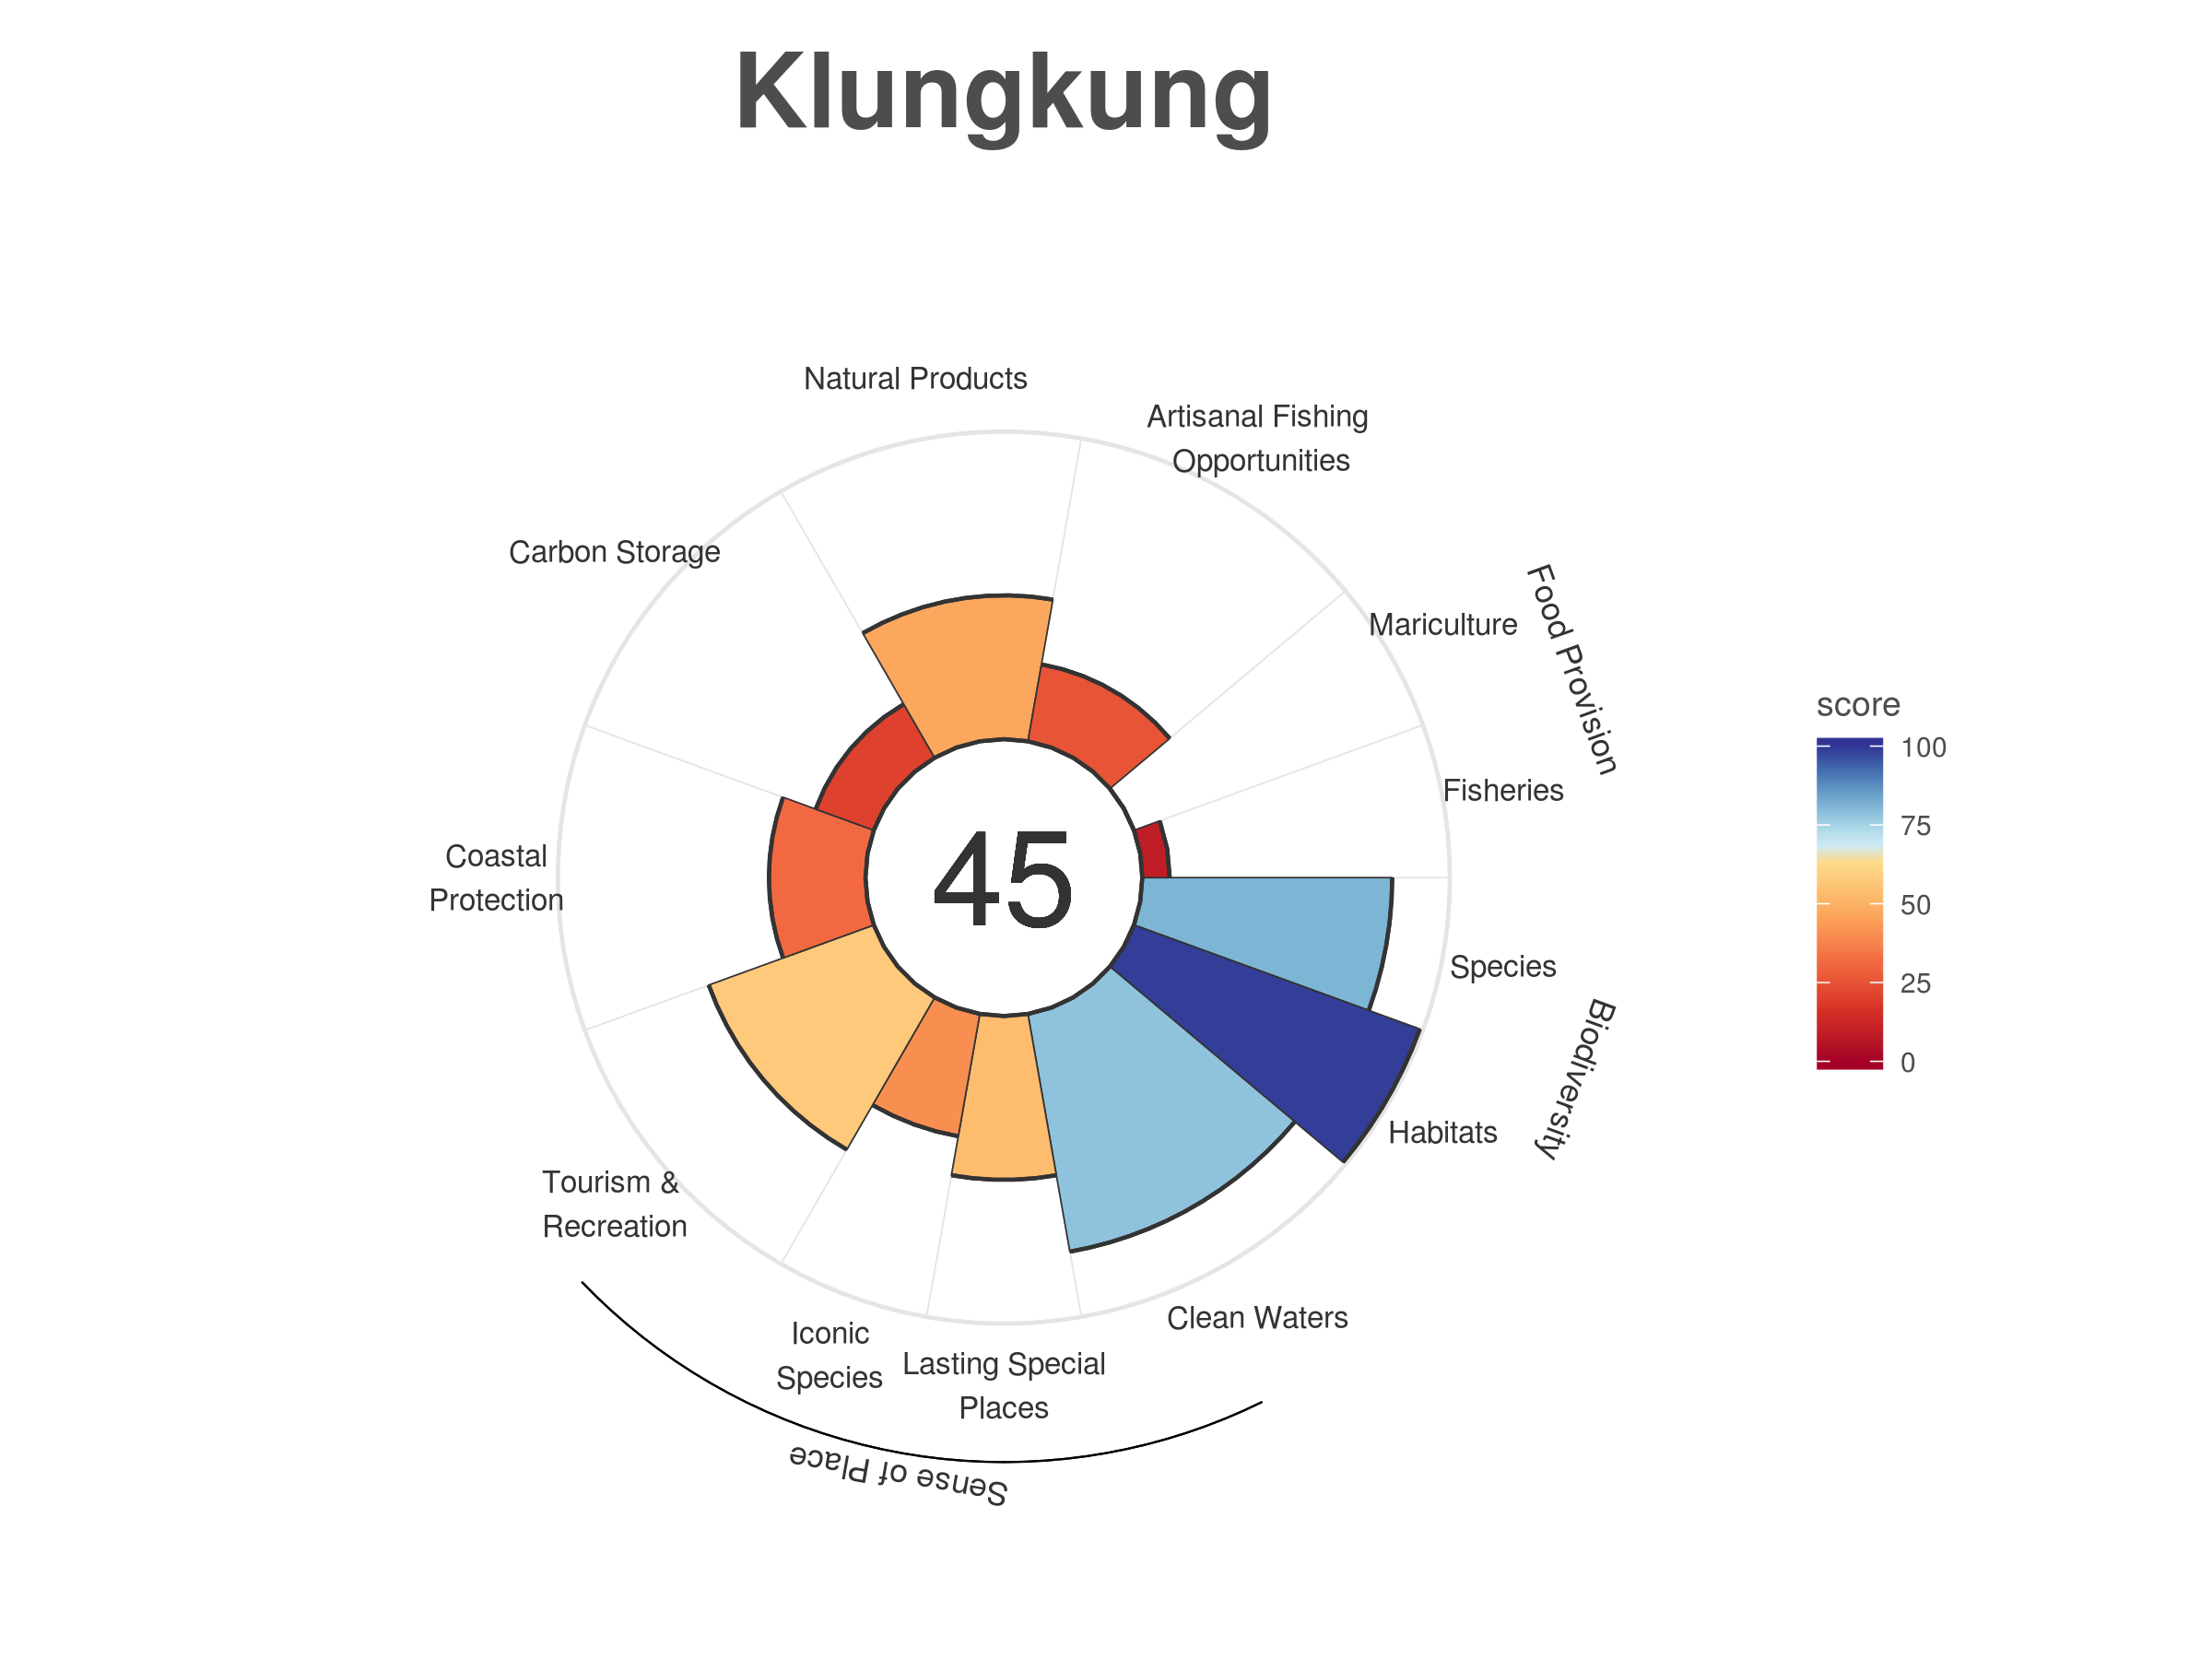 Klungkung
Natural Products
Artisanal Fishing
Opportunities
Carbon Storage
Mariculture
Food Provision
Fisheries
Coastal
Protection
45
Species
Biodiversity
Habitats
Tourism &
Recreation
Clean Waters
Iconic
Species
Lasting Special
Places
Sense of Place
score
100
75
50
25
0